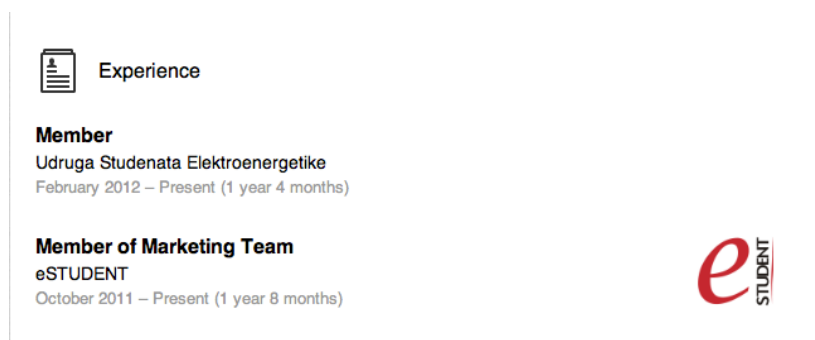 Experience
Member
Udruga Studenata Elektroenergetike
February 2012 – Present (1 year 4 months)
Member of Marketing Team
eSTUDENT
October 2011 – Present (1 year 8 months)
e STUDENT